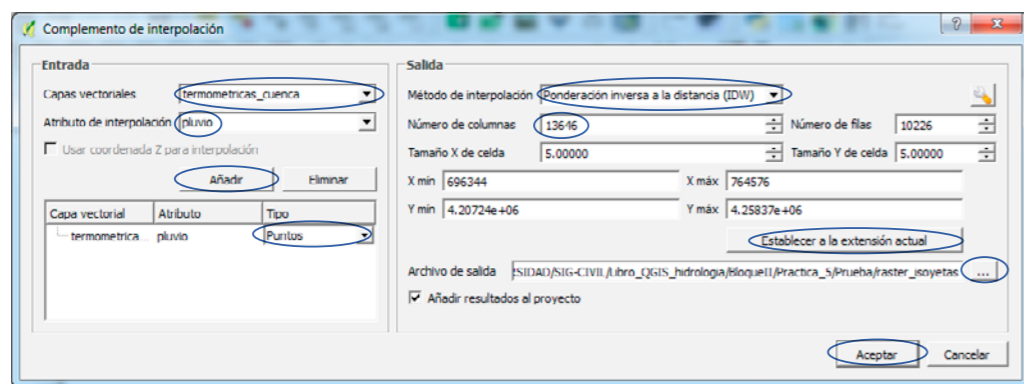 Complemento de interpolación
Entrada
Capas vectoriales termometricas_cuenca
Atributo de interpolación pluvio
Usar coordenada Z para interpolación
Añadir Eliminar
Capa vectorial Atributo Tipo
termometrica... pluvio Puntos
Salida
Método de interpolación Ponderación inversa a la distancia (IDW)
Número de columnas 13646 Número de filas 10226
Tamaño X de celda 5.00000 Tamaño Y de celda 5.00000
X min 696344 X máx 764576
Y min 4.20724e+06 Y máx 4.25837e+06
Establecer a la extensión actual
Archivo de salida ISIDAD/SIG-CIVIL/Libro_QGIS_hidrologia/BloqueII/Practica_5/Prueba/raster_isoyetas ...
Añadir resultados al proyecto
Aceptar Cancelar